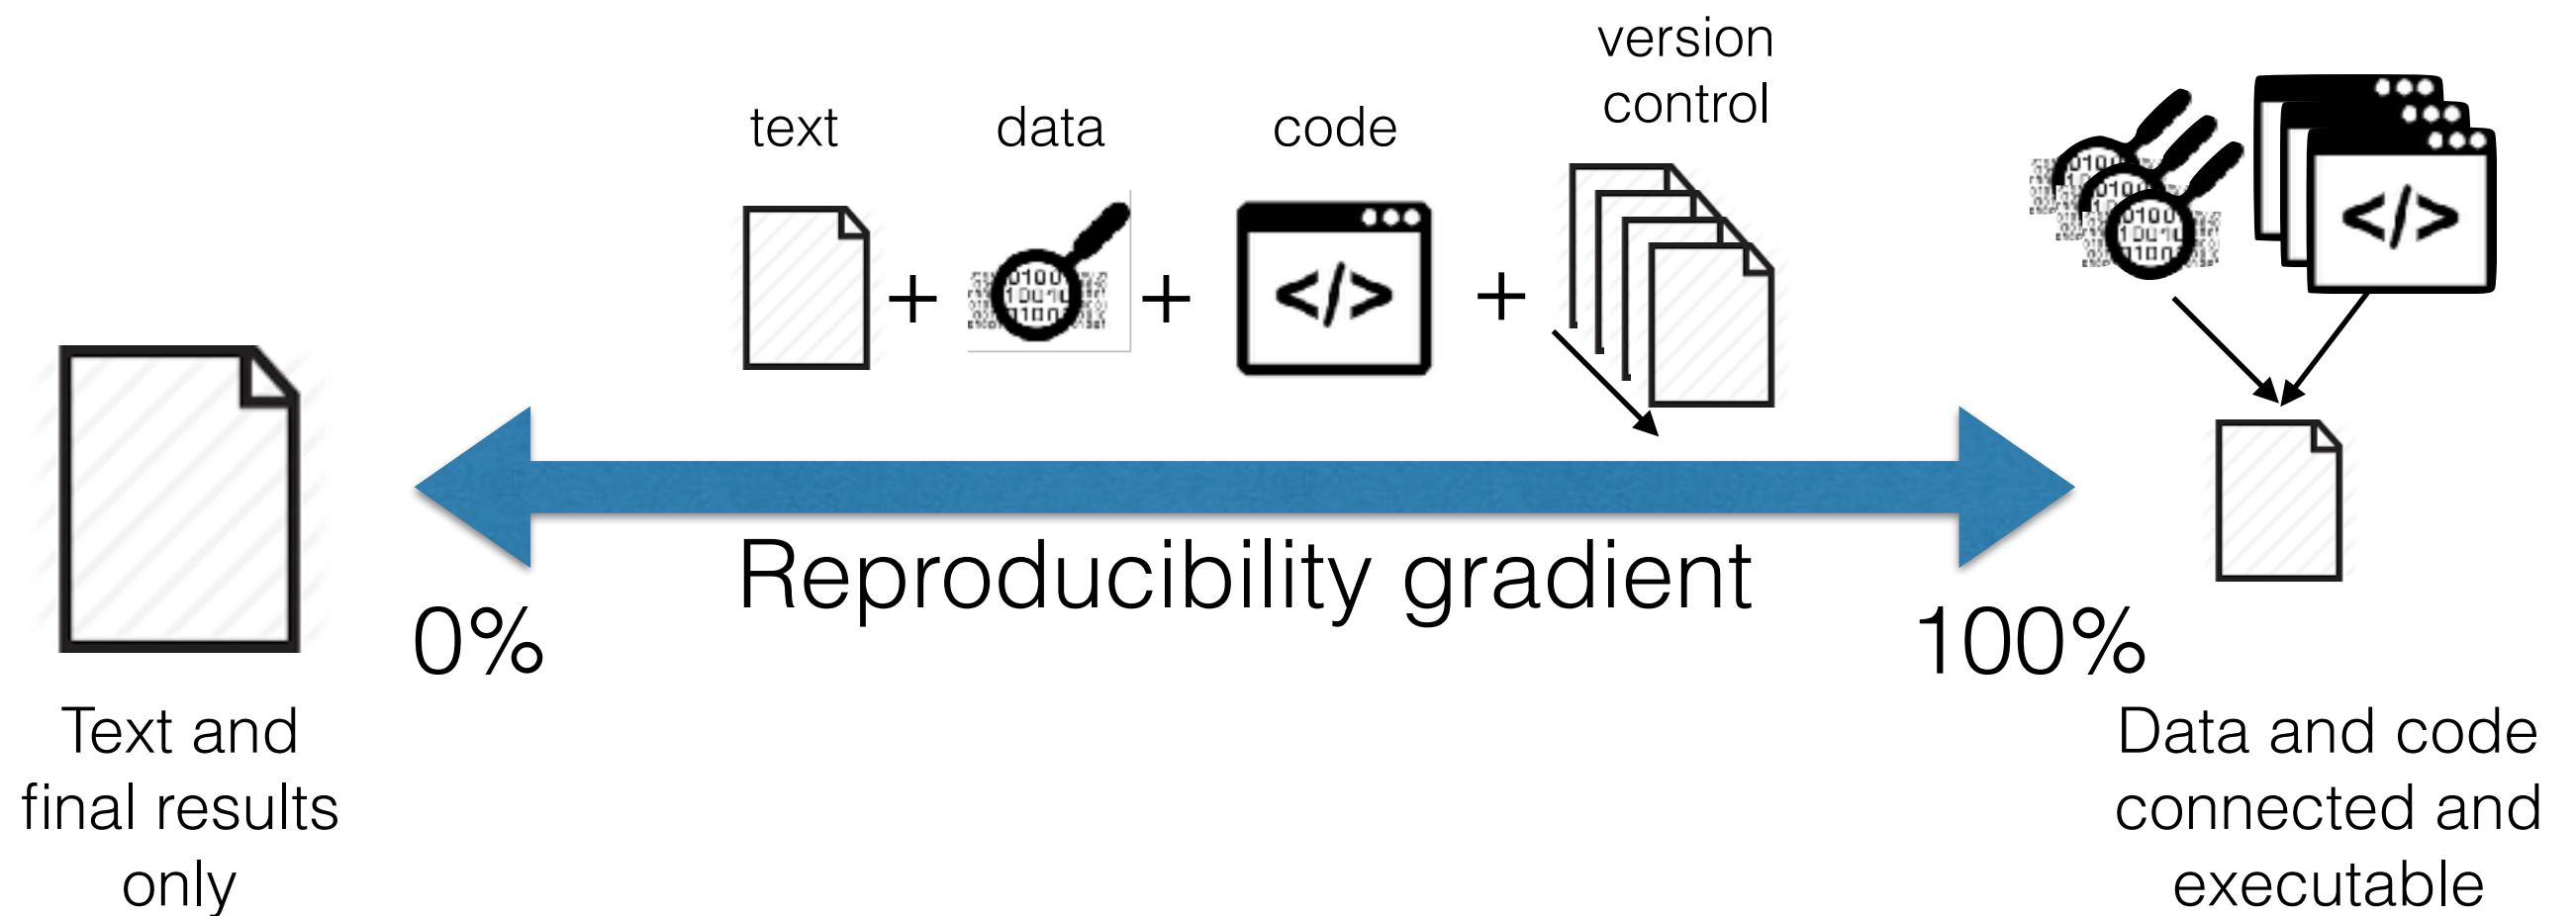 version
control
text
data
code
+
+
+
</>
</>
Reproducibility gradient
0%
100%
Text and
final results
only
Data and code
connected and
executable